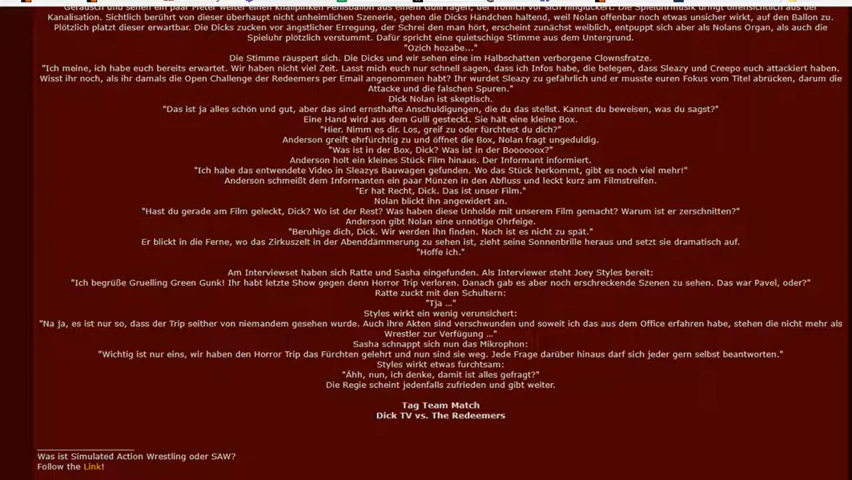 Geräusch und sehen ein paar Meter weiter einen knallpinken Penisballon aus einem Gulli ragen, der fröhlich vor sich hinglückert. Die Spieluhrmusik dringt offensichtlich aus der
Kanalisation. Sichtlich berührt von dieser überhaupt nicht unheimlichen Szenerie, gehen die Dicks Händchen haltend, weil Nolan offenbar noch etwas unsicher wirkt, auf den Ballon zu.
Plötzlich platzt dieser erwartbar. Die Dicks zucken vor ängstlicher Erregung, der Schrei den man hört, erscheint zunächst weiblich, entpuppt sich aber als Nolans Organ, als auch die
Spieluhr plötzlich verstummt. Dafür spricht eine quietschige Stimme aus dem Untergrund.
"Ozich hozabe..."
Die Stimme räuspert sich. Die Dicks und wir sehen eine im Halbschatten verborgene Clownsfratze.
"Ich meine, ich habe euch bereits erwartet. Wir haben nicht viel Zeit. Lasst mich euch nur schnell sagen, dass ich Infos habe, die belegen, dass Sleazy und Creepo euch attackiert haben.
Wisst ihr noch, als ihr damals die Open Challenge der Redeemers per Email angenommen habt? Ihr wurdet Sleazy zu gefährlich und er musste euren Fokus vom Titel abrücken, darum die
Attacke und die falschen Spuren."
Dick Nolan ist skeptisch.
"Das ist ja alles schön und gut, aber das sind ernsthafte Anschuldigungen, die du das stellst. Kannst du beweisen, was du sagst?"
Eine Hand wird aus dem Gulli gesteckt. Sie hält eine kleine Box.
"Hier. Nimm es dir. Los, greif zu oder fürchtest du dich?"
Anderson greift ehrfürchtig zu und öffnet die Box, Nolan fragt ungeduldig.
"Was ist in der Box, Dick? Was ist in der Boooooox?"
Anderson holt ein kleines Stück Film hinaus. Der Informant informiert.
"Ich habe das entwendete Video in Sleazys Bauwagen gefunden. Wo das Stück herkommt, gibt es noch viel mehr!"
Anderson schmeißt dem Informanten ein paar Münzen in den Abfluss und leckt kurz am Filmstreifen.
"Er hat Recht, Dick. Das ist unser Film."
Nolan blickt ihn angewidert an.
"Hast du gerade am Film geleckt, Dick? Wo ist der Rest? Was haben diese Unholde mit unserem Film gemacht? Warum ist er zerschnitten?"
Anderson gibt Nolan eine unnötige Ohrfeige.
"Beruhige dich, Dick. Wir werden ihn finden. Noch ist es nicht zu spät."
Er blickt in die Ferne, wo das Zirkuszelt in der Abenddämmerung zu sehen ist, zieht seine Sonnenbrille heraus und setzt sie dramatisch auf.
"Hoffe ich."
Am Interviewset haben sich Ratte und Sasha eingefunden. Als Interviewer steht Joey Styles bereit:
"Ich begrüße Gruelling Green Gunk! Ihr habt letzte Show gegen denn Horror Trip verloren. Danach gab es aber noch erschreckende Szenen zu sehen. Das war Pavel, oder?"
Ratte zuckt mit den Schultern:
"Tja ..."
Styles wirkt ein wenig verunsichert:
"Na ja, es ist nur so, dass der Trip seither von niemandem gesehen wurde. Auch ihre Akten sind verschwunden und soweit ich das aus dem Office erfahren habe, stehen die nicht mehr als
Wrestler zur Verfügung ..."
Sasha schnappt sich nun das Mikrophon:
"Wichtig ist nur eins, wir haben den Horror Trip das Fürchten gelehrt und nun sind sie weg. Jede Frage darüber hinaus darf sich jeder gern selbst beantworten."
Styles wirkt etwas furchtsam:
"Ähh, nun, ich denke, damit ist alles gefragt?"
Die Regie scheint jedenfalls zufrieden und gibt weiter.
Tag Team Match
Dick TV vs. The Redeemers
Was ist Simulated Action Wrestling oder SAW?
Follow the Link!